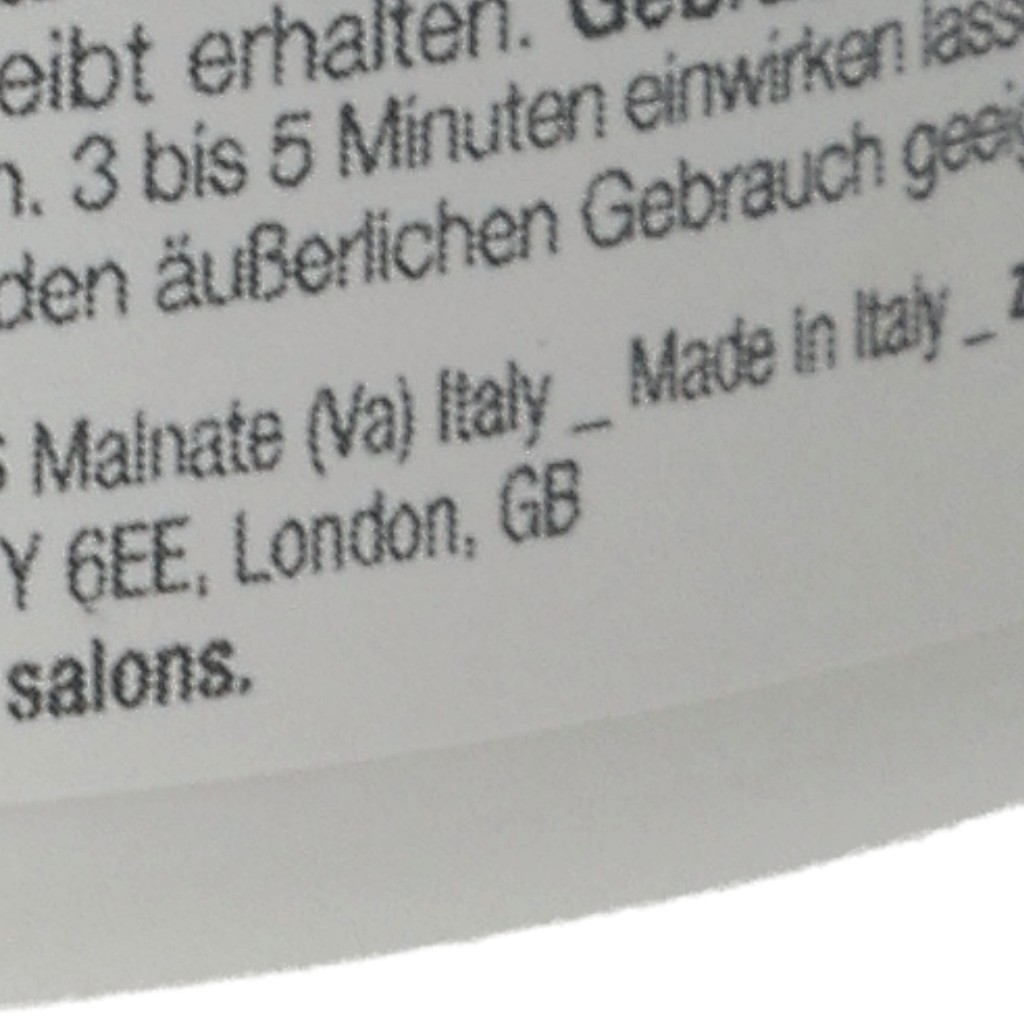 eibt erhalten.
3 bis 5 Minuten einwirken
den äußerlichen Gebrauch
Malnate (Va) Italy _ Made in Italy _
6EE, London, GB
salons.